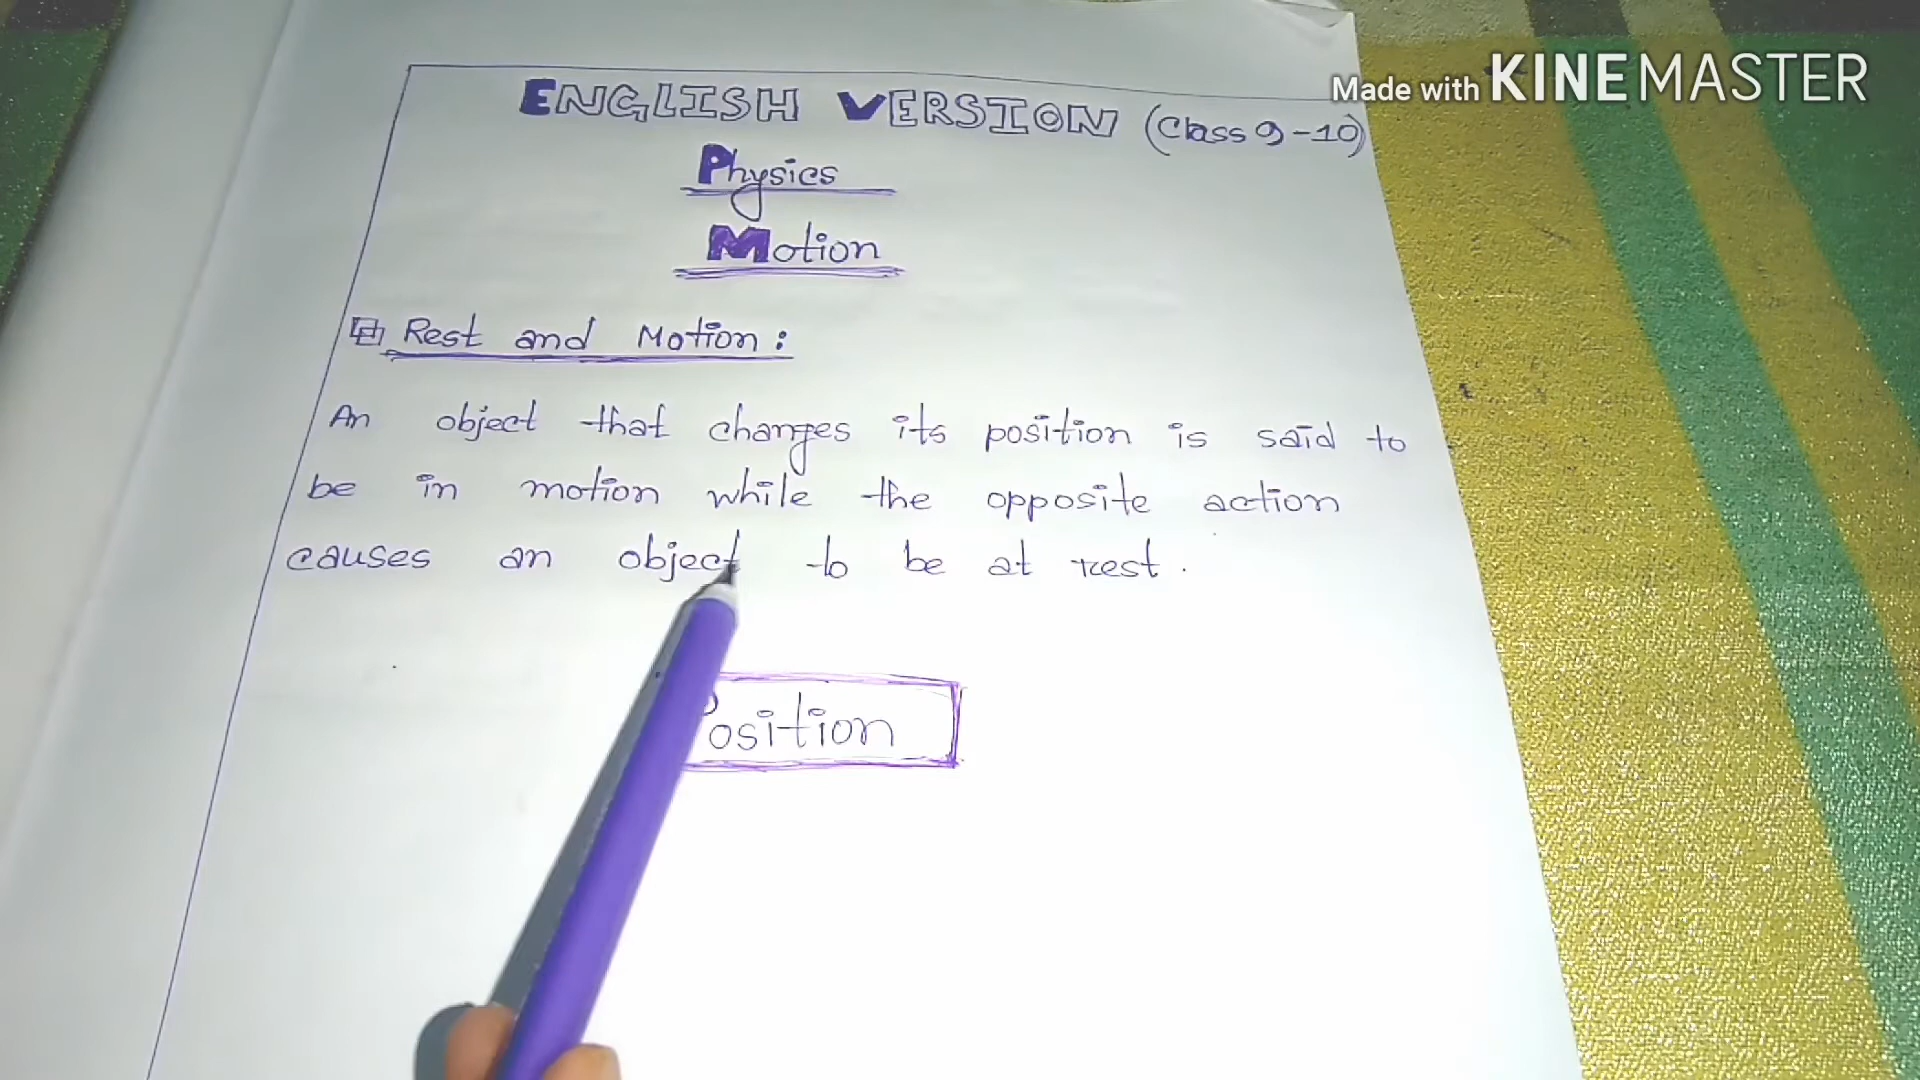 Made with KINEMASTER
ENGLISH VERSION (Class 9-10)
Physics
Motion
Rest and Motion:
An object that changes its position is said to
be in motion while the opposite action
causes an object to be at rest.
Position